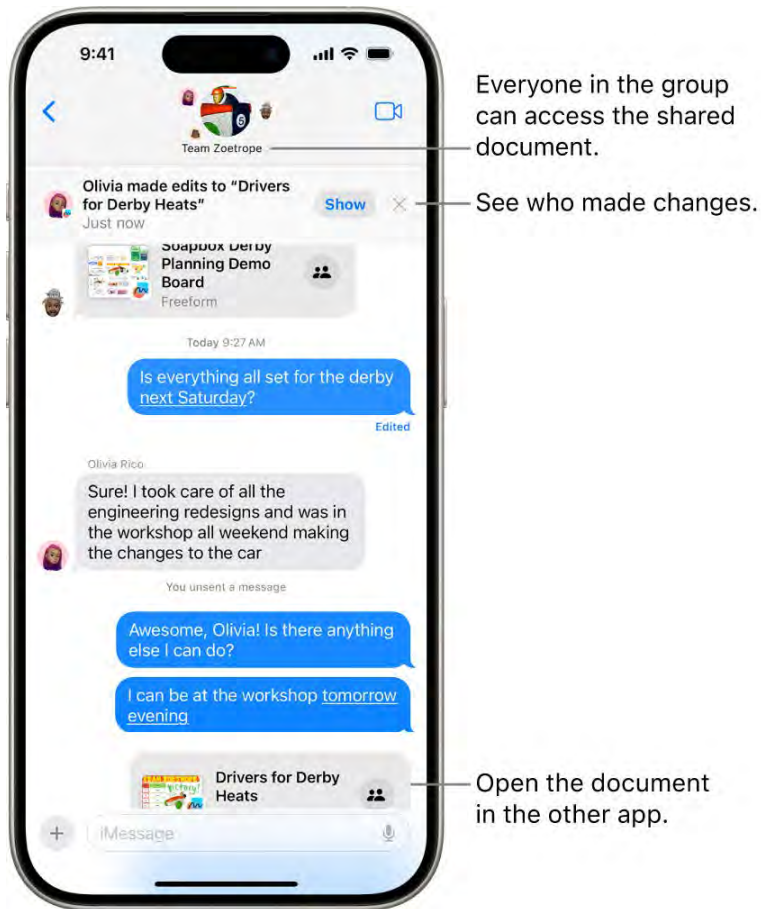 9:41
Team Zoetrope
Everyone in the group
can access the shared
document.
Olivia made edits to “Drivers
for Derby Heats”
Just now
Show
See who made changes.
Soapbox Derby
Planning Demo
Board
Freeform
Today 9:27 AM
Is everything all set for the derby
next Saturday?
Edited
Olivia Rico
Sure! I took care of all the
engineering redesigns and was in
the workshop all weekend making
the changes to the car
You unsent a message
Awesome, Olivia! Is there anything
else I can do?
I can be at the workshop tomorrow
evening
Drivers for Derby
Heats
Open the document
in the other app.
iMessage